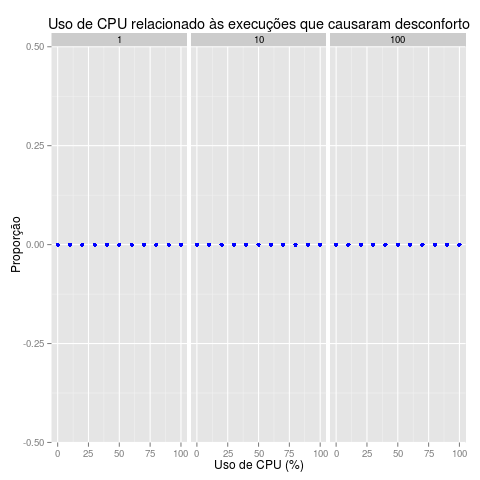 Uso de CPU relacionado às execuções que causaram desconforto
1 10 100
0.50
0.25
0.00
-0.25
-0.50
Proporção
0 25 50 75 100 0 25 50 75 100 0 25 50 75 100
Uso de CPU (%)